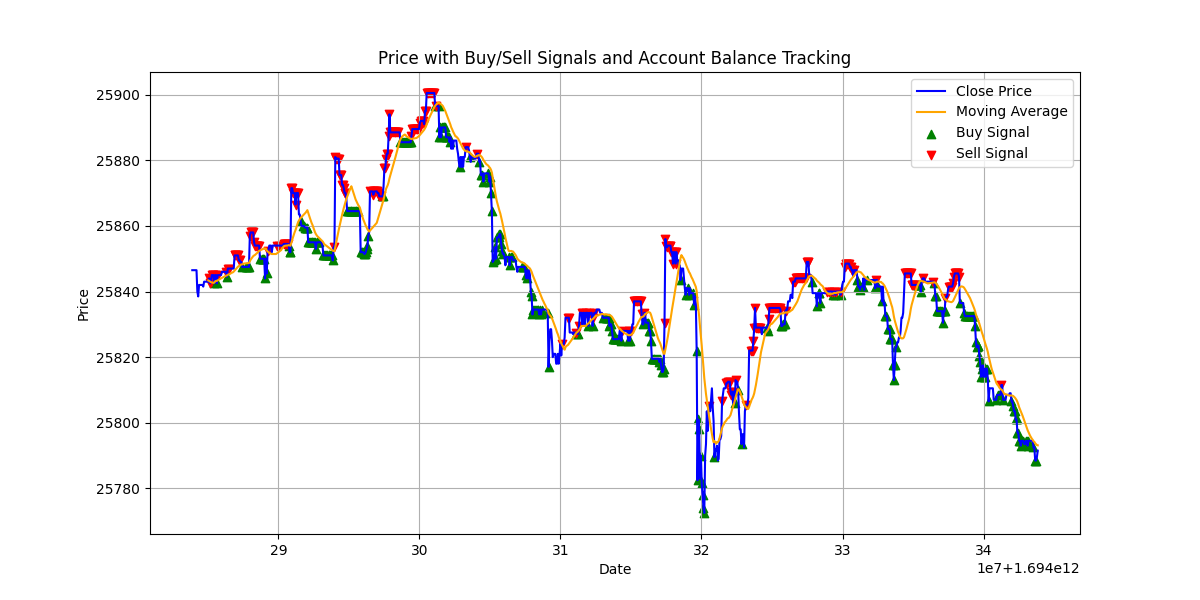 Price with Buy/Sell Signals and Account Balance Tracking
Close Price
Moving Average
Buy Signal
Sell Signal
Price
25900
25880
25860
25840
25820
25800
25780
29 30 31 32 33 34
1e7+1.694e12
Date